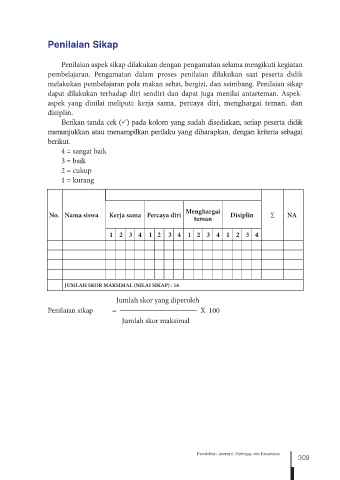 Penilaian Sikap
Penilaian aspek sikap dilakukan dengan pengamatan selama mengikuti kegiatan
pembelajaran. Pengamatan dalam proses penilaian dilakukan saat peserta didik
melakukan pembelajaran pola makan sehat, bergizi, dan seimbang. Penilaian sikap
dapat dilakukan terhadap diri sendiri dan dapat juga menilai antarteman. Aspek-
aspek yang dinilai meliputi: kerja sama, percaya diri, menghargai teman, dan
disiplin.
Berikan tanda cek (✓) pada kolom yang sudah disediakan, setiap peserta didik
menunjukkan atau menampilkan perilaku yang diharapkan, dengan kriteria sebagai
berikut.
4 = sangat baik
3 = baik
2 = cukup
1 = kurang
No. Nama siswa Kerja sama Percaya diri Menghargai teman Disiplin Σ NA
1 2 3 4 1 2 3 4 1 2 3 4 1 2 3 4
JUMLAH SKOR MAKSIMAL (NILAI SIKAP) : 16
Jumlah skor yang diperoleh
Penilaian sikap = X 100
Jumlah skor maksimal
Pendidikan Jasmani, Olahraga, dan Kesehatan
309